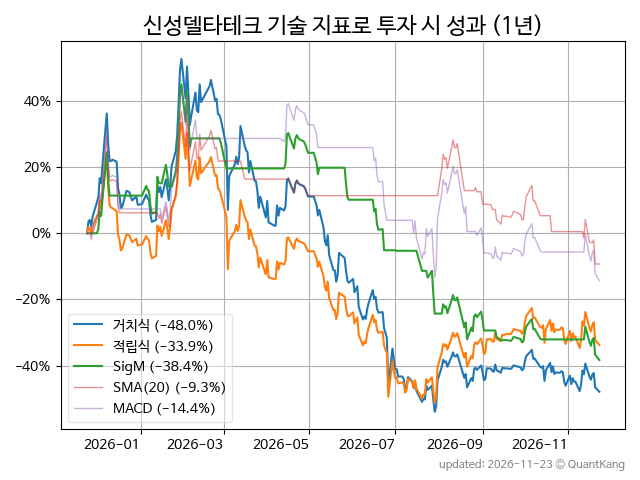 신성델타테크 기술 지표로 투자 시 성과 (1년)
40%
20%
0%
−20%
−40%
거치식 (−48.0%)
적립식 (−33.9%)
SigM (−38.4%)
SMA(20) (−9.3%)
MACD (−14.4%)
2026−01 2026−03 2026−05 2026−07 2026−09 2026−11
updated: 2026-11-23 © QuantKang